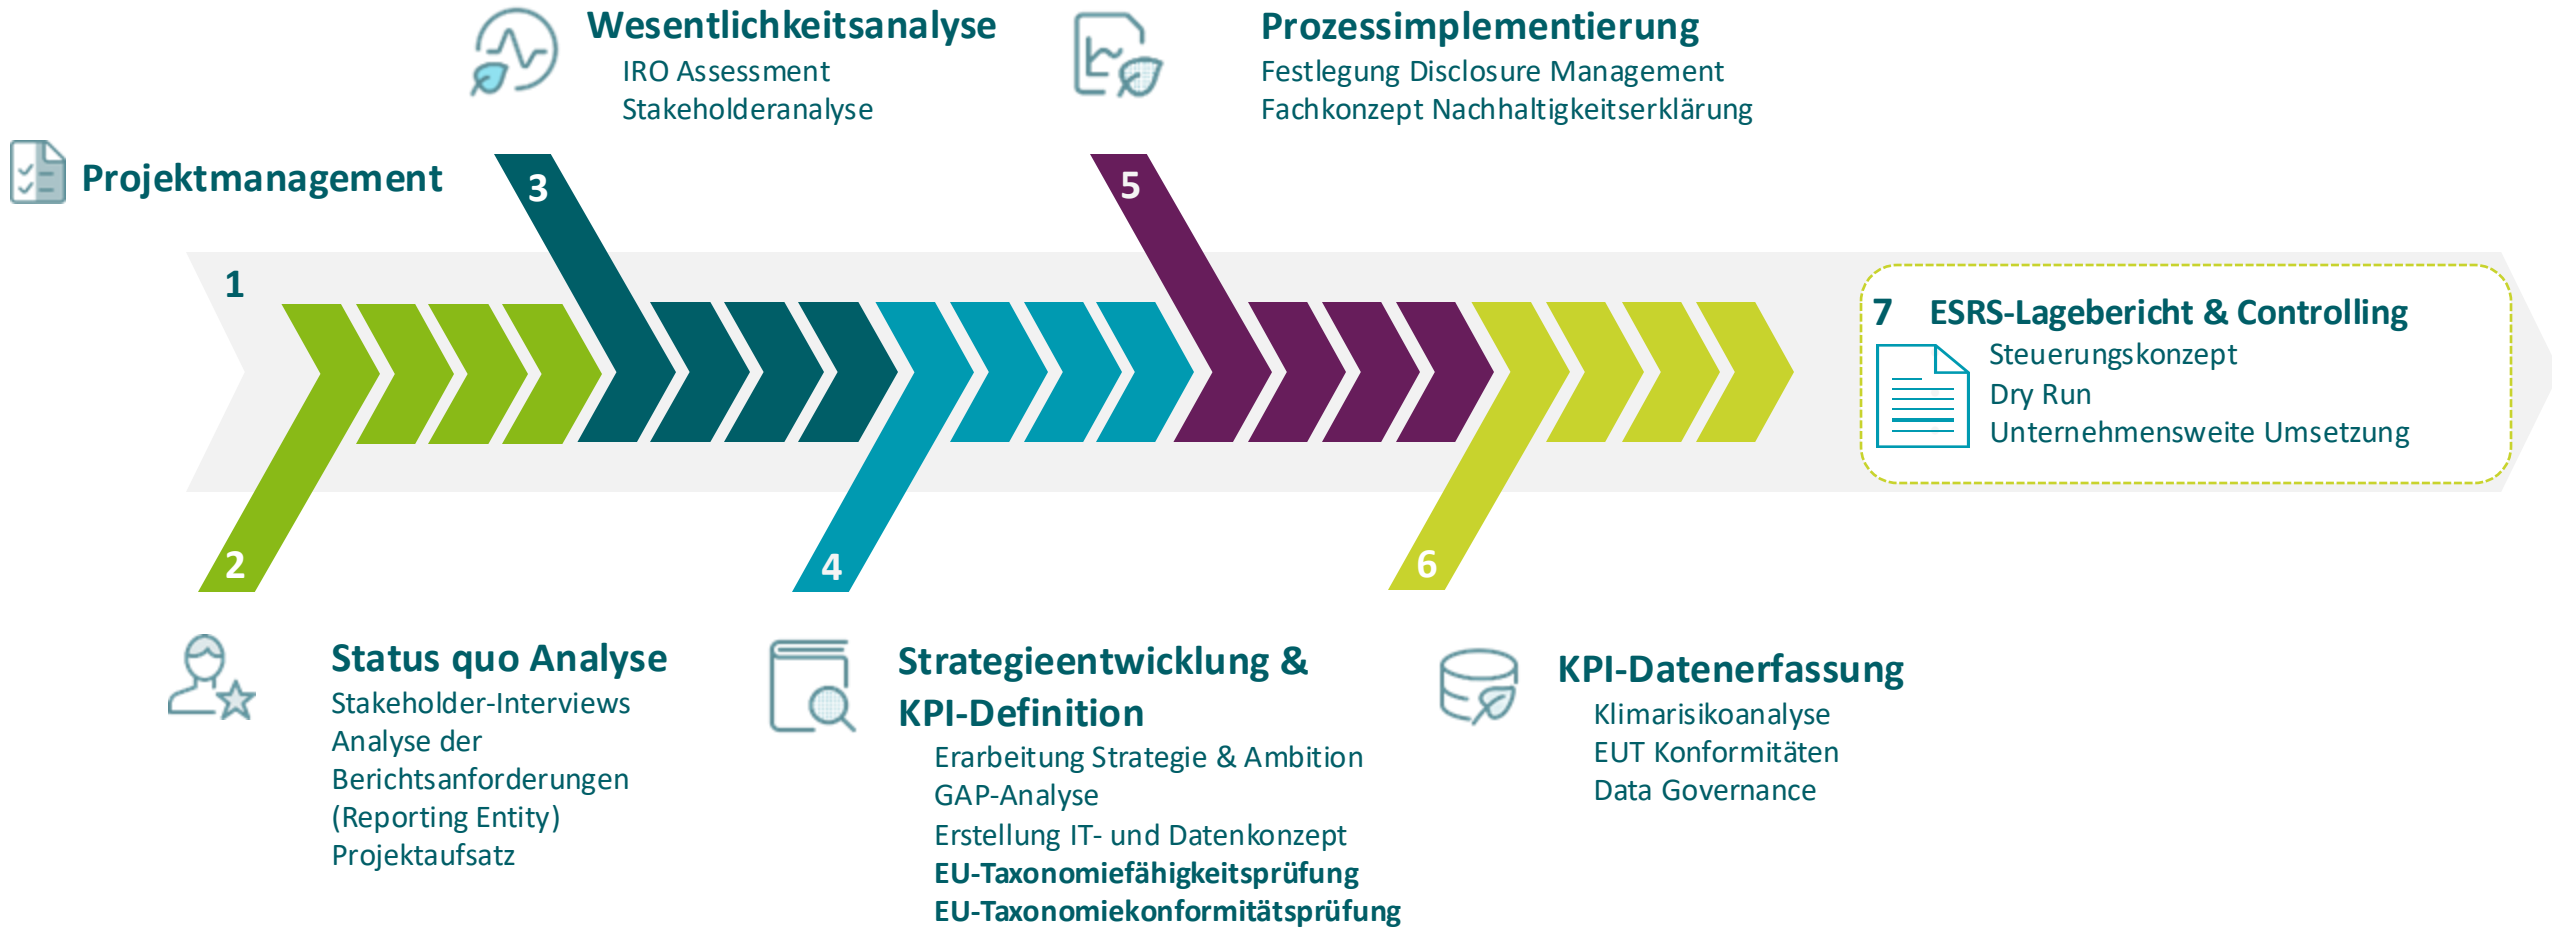 Wesentlichkeitsanalyse
IRO Assessment
Stakeholderanalyse
Prozessimplementierung
Festlegung Disclosure Management
Fachkonzept Nachhaltigkeitserklärung
Projektmanagement
3
5
1
7 ESRS-Lagebericht & Controlling
Steuerungskonzept
Dry Run
Unternehmensweite Umsetzung
2
4
6
Status quo Analyse
Stakeholder-Interviews
Analyse der
Berichtsanforderungen
(Reporting Entity)
Projektaufsatz
Strategieentwicklung &
KPI-Definition
Erarbeitung Strategie & Ambition
GAP-Analyse
Erstellung IT- und Datenkonzept
EU-Taxonomiefähigkeitsprüfung
EU-Taxonomiekonformitätsprüfung
KPI-Datenerfassung
Klimarisikoanalyse
EUT Konformitäten
Data Governance